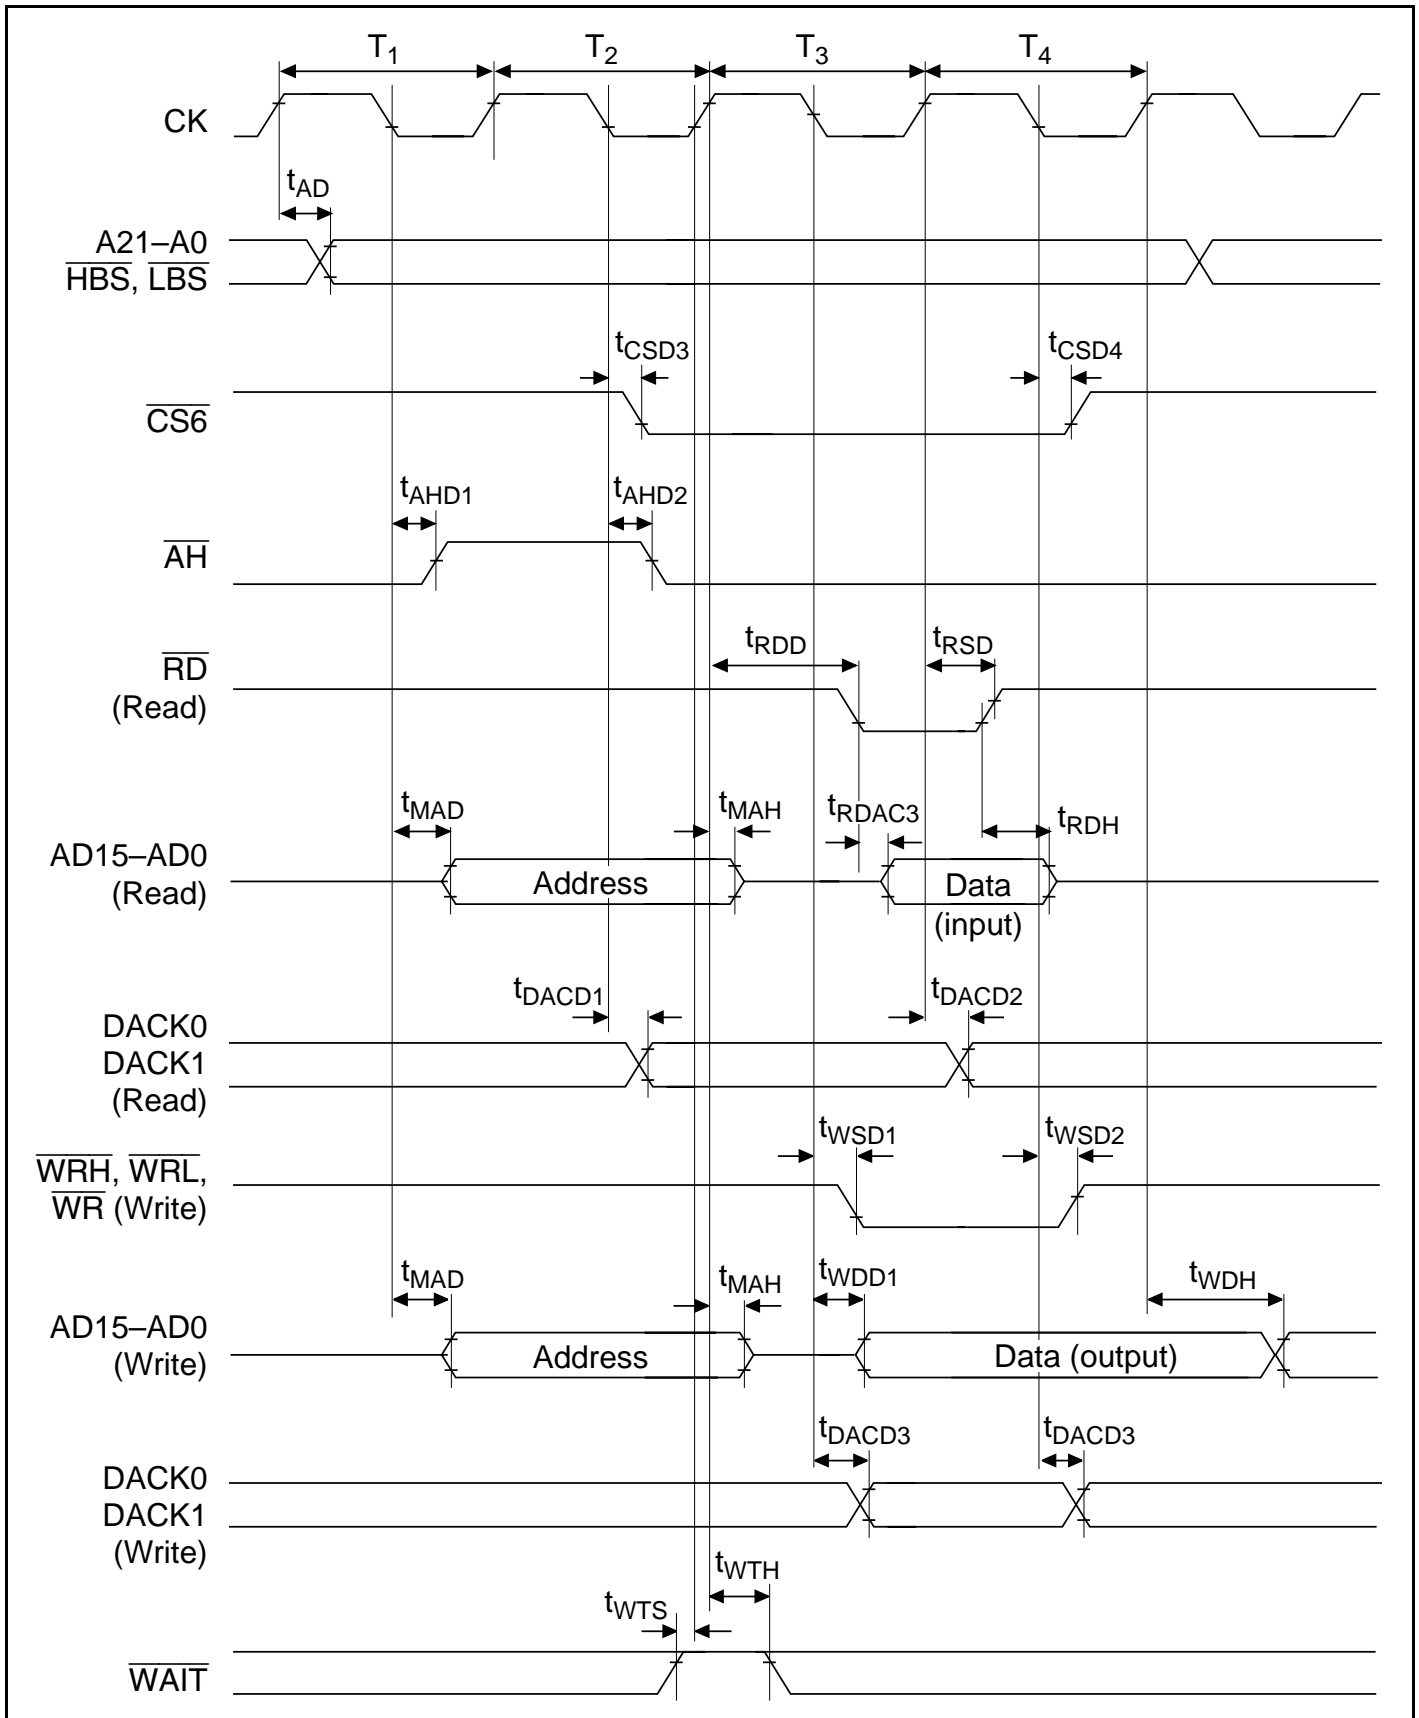 T1 T2 T3 T4
CK
tAD
A21–A0
HBS, LBS
tCSD3 tCSD4
CS6
tAHD1 tAHD2
AH
tRDD tRSD
RD
(Read)
tMAD tMAH tRDAC3 tRDH
AD15–AD0
(Read)
Address Data
(input)
tDACD1 tDACD2
DACK0
DACK1
(Read)
tWSD1 tWSD2
WRH, WRL,
WR (Write)
tMAD tMAH tWDD1 tWDH
AD15–AD0
(Write)
Address Data (output)
tDACD3 tDACD3
DACK0
DACK1
(Write)
tWTH
tWTS
WAIT